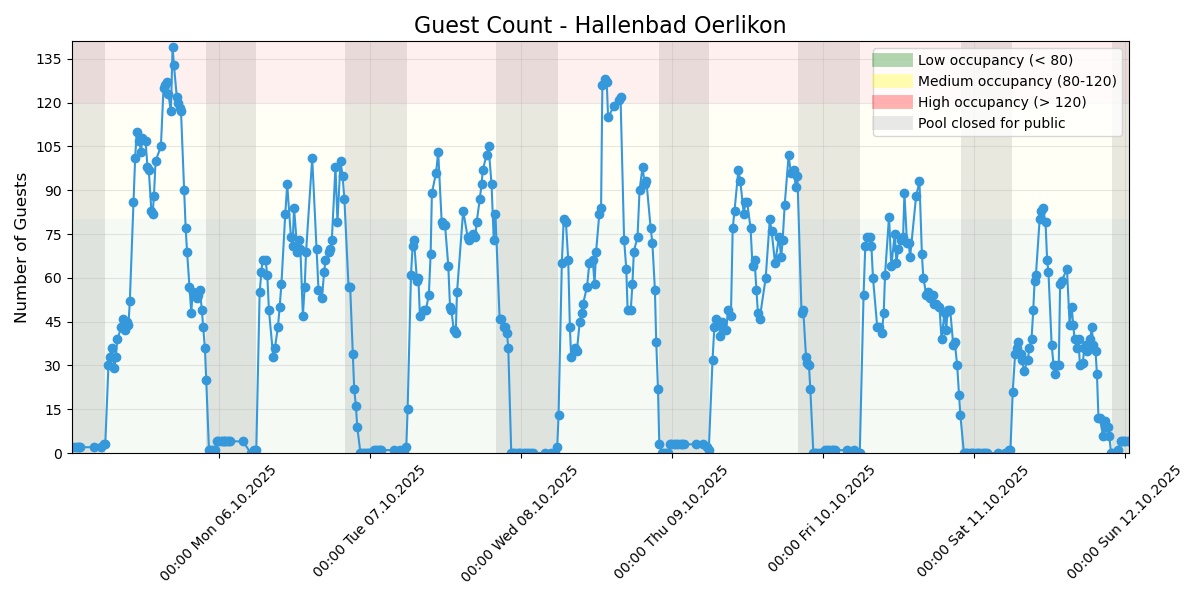 Guest Count - Hallenbad Oerlikon
Number of Guests
135
120
105
90
75
60
45
30
15
0
Low occupancy (< 80)
Medium occupancy (80-120)
High occupancy (> 120)
Pool closed for public
00:00 Mon 06.10.2025
00:00 Tue 07.10.2025
00:00 Wed 08.10.2025
00:00 Thu 09.10.2025
00:00 Fri 10.10.2025
00:00 Sat 11.10.2025
00:00 Sun 12.10.2025